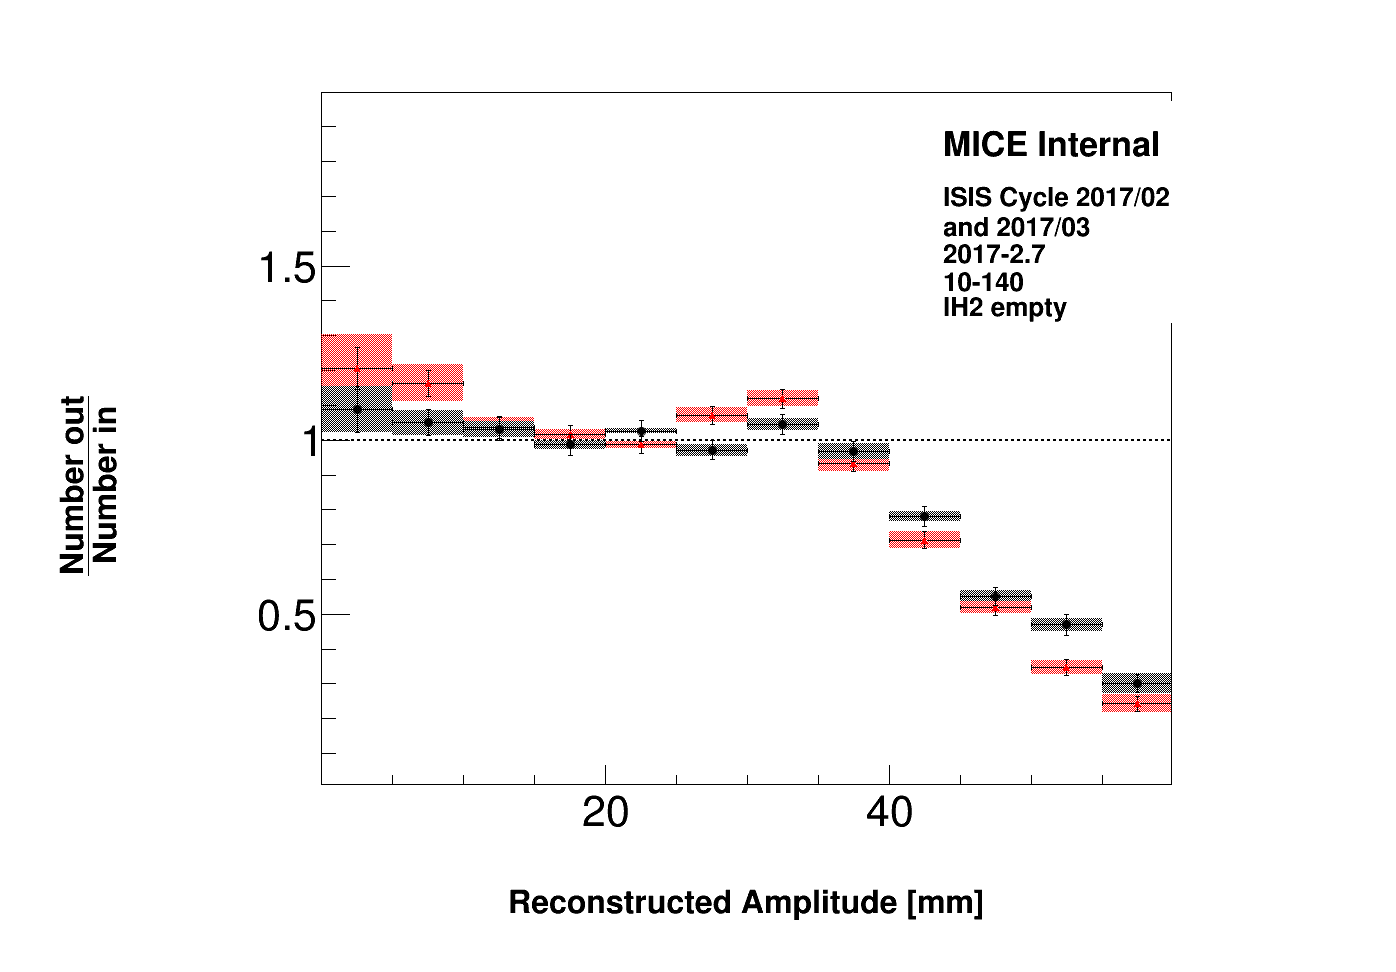 MICE Internal
ISIS Cycle 2017/02
and 2017/03
2017-2.7
10-140
IH2 empty
1.5
1
0.5
20
40
Number out
Number in
Reconstructed Amplitude [mm]